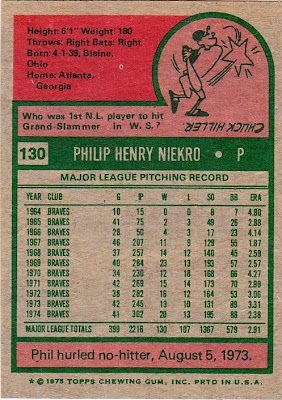 Height: 6'1" Weight: 180
Throws: Right Bats: Right
Born: 4-1-39, Blaine,
Ohio
Home: Atlanta,
Georgia
Who was 1st N.L. player to hit
Grand-Slammer in W.S.?
CHUCK HILLER
130 PHILIP HENRY NIEKRO • P
MAJOR LEAGUE PITCHING RECORD
YEAR CLUB G IP W L SO BB ERA
1964 BRAVES 10 15 0 0 8 7 4.80
1965 BRAVES 41 75 2 3 49 26 2.88
1966 BRAVES 28 50 4 3 17 23 4.14
1967 BRAVES 46 207 11 9 129 55 1.87
1968 BRAVES 37 257 14 12 140 45 2.59
1969 BRAVES 40 284 23 13 193 57 2.57
1970 BRAVES 34 230 12 18 168 66 4.27
1971 BRAVES 42 269 15 14 173 70 2.98
1972 BRAVES 38 282 16 12 164 53 3.06
1973 BRAVES 42 245 13 10 131 89 3.31
1974 BRAVES 41 302 20 13 195 88 2.38
MAJOR LEAGUE TOTALS 399 2216 130 107 1367 579 2.91
Phil hurled no-hitter, August 5, 1973.
* © 1975 TOPPS CHEWING GUM, INC. PRTD IN U.S.A.